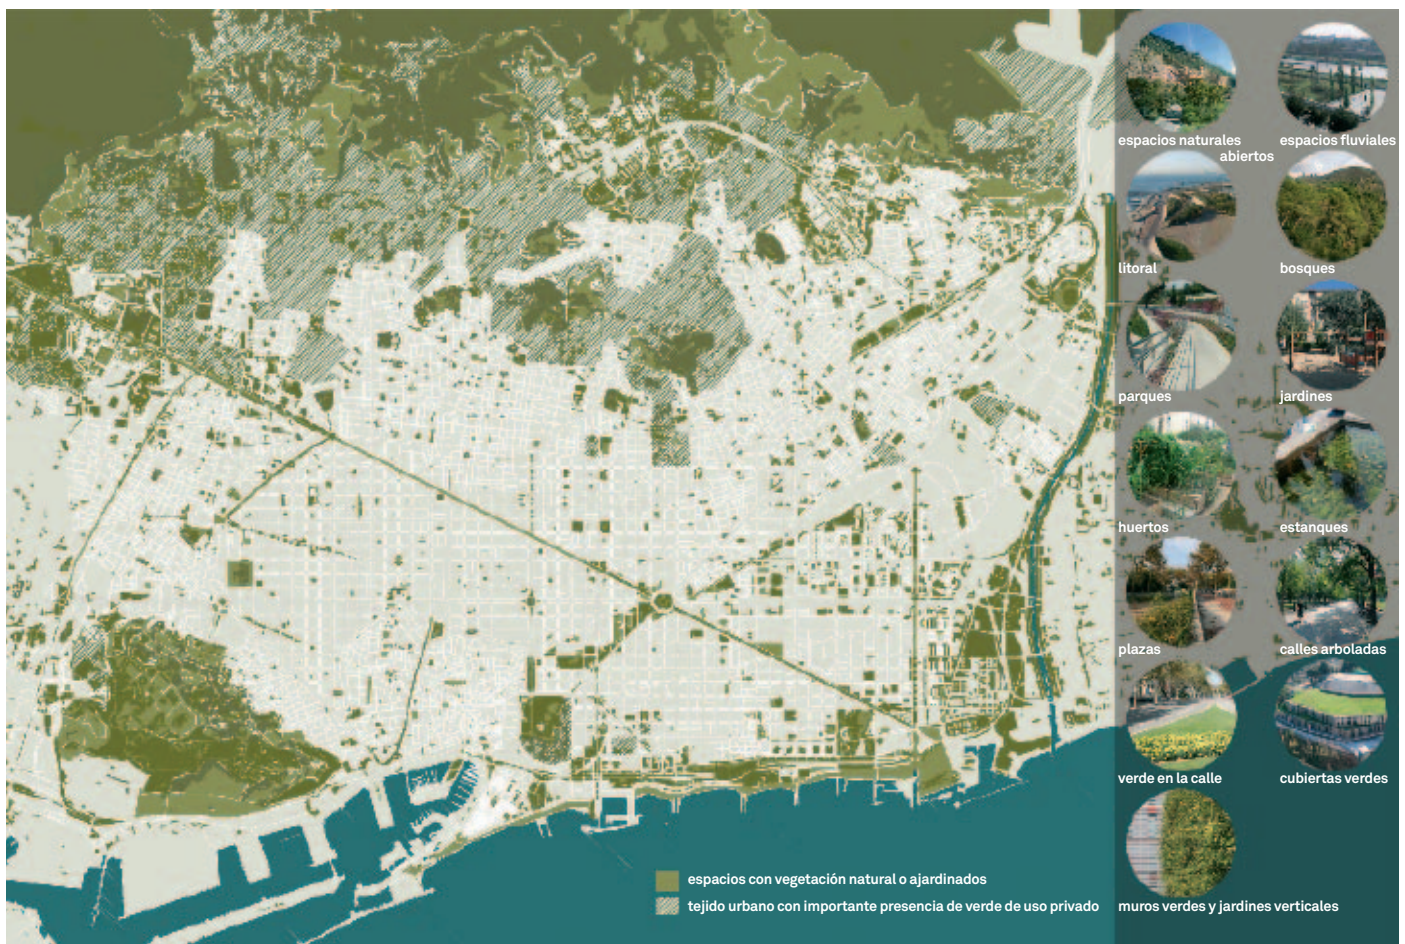 espacios naturales
abiertos
espacios fluviales
litoral
bosques
parques
jardines
huertos
estanques
plazas
calles arboladas
verde en la calle
cubiertas verdes
muros verdes y jardines verticales
espacios con vegetación natural o ajardinados
tejido urbano con importante presencia de verde de uso privado